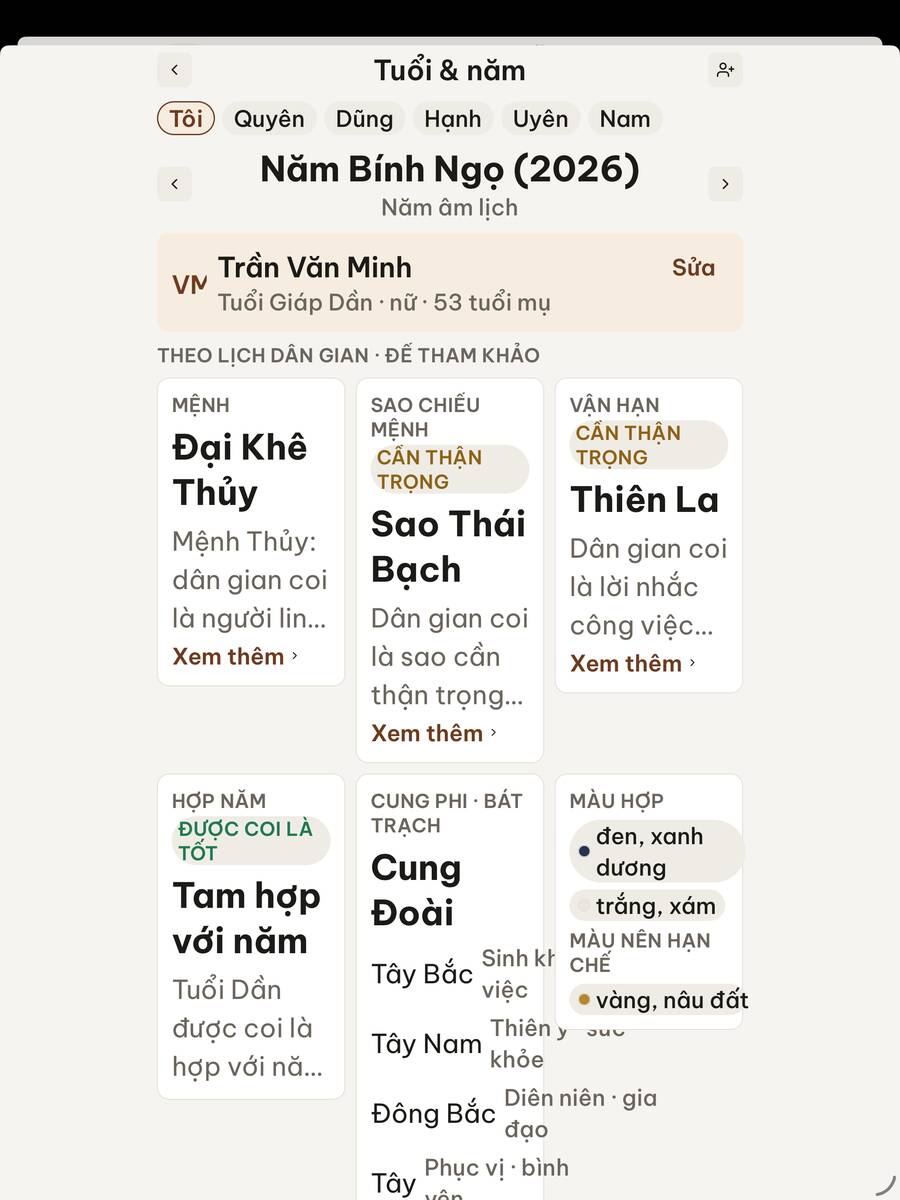 Tuổi & năm
Tôi
Quyên
Dũng
Hạnh
Uyên
Nam
Năm Bính Ngọ (2026)
Năm âm lịch
VM
Trần Văn Minh
Sửa
Tuổi Giáp Dần · nữ · 53 tuổi mụ
THEO LỊCH DÂN GIAN · ĐỂ THAM KHẢO
MỆNH
Đại Khê
Thủy
Mệnh Thủy:
dân gian coi
là người lin...
Xem thêm
SAO CHIẾU
MỆNH
CẦN THẬN
TRỌNG
Sao Thái
Bạch
Dân gian coi
là sao cần
thận trọng...
Xem thêm
VẬN HẠN
CẦN THẬN
TRỌNG
Thiên La
Dân gian coi
là lời nhắc
công việc...
Xem thêm
HỢP NĂM
ĐƯỢC COI LÀ
TỐT
Tam hợp
với năm
Tuổi Dần
được coi là
hợp với nă...
CUNG PHI · BÁT
TRẠCH
Cung
Đoài
Tây Bắc
Sinh
việc
Tây Nam
Thiên y
khỏe
Đông Bắc
Diên niên · gia
đạo
Tây
Phục vị · bình
MÀU HỢP
đen, xanh
dương
trắng, xám
MÀU NÊN HẠN
CHẾ
vàng, nâu đất